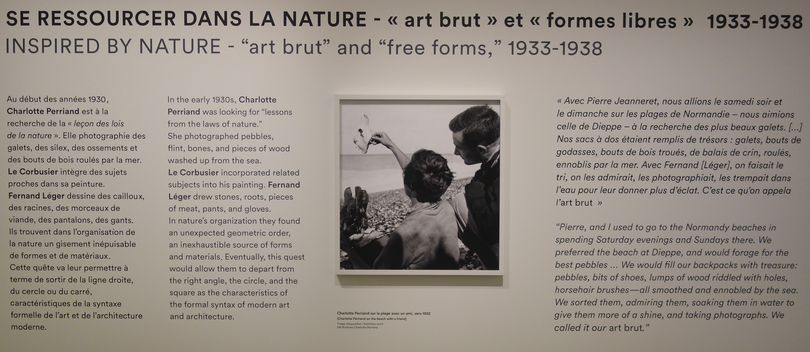 SE RESSOURCER DANS LA NATURE - « art brut » et « formes libres » 1933-1938
INSPIRED BY NATURE - “art brut” and “free forms,” 1933-1938
Au début des années 1930,
Charlotte Perriand est à la
recherche de la « leçon des lois
de la nature ». Elle photographie des
galets, des silex, des ossements et
des bouts de bois roulés par la mer.
Le Corbusier intègre des sujets
proches dans sa peinture.
Fernand Léger dessine des cailloux,
des racines, des morceaux de
viande, des pantalons, des gants.
Ils trouvent dans l’organisation de
la nature un gisement inépuisable
de formes et de matériaux.
Cette quête va leur permettre à
terme de sortir de la ligne droite,
du cercle ou du carré,
caractéristiques de la syntaxe
formelle de l’art et de l’architecture
moderne.
In the early 1930s, Charlotte
Perriand was looking for “lessons
from the laws of nature.”
She photographed pebbles,
flint, bones, and pieces of wood
washed up from the sea.
Le Corbusier incorporated related
subjects into his painting. Fernand
Léger drew stones, roots, pieces
of meat, pants, and gloves.
In nature’s organization they found
an unexpected geometric order,
an inexhaustible source of forms
and materials. Eventually, this quest
would allow them to depart from
the right angle, the circle, and the
square as the characteristics of
the formal syntax of modern art
and architecture.
Charlotte Perriand sur la plage avec un ami, vers 1935
(Charlotte Perriand on the beach with a friend)
« Avec Pierre Jeanneret, nous allions le samedi soir et
le dimanche sur les plages de Normandie – nous aimions
celle de Dieppe – à la recherche des plus beaux galets. [...]
Nos sacs à dos étaient remplis de trésors : galets, bouts de
godasses, bouts de bois troués, de balais de crin, roulés,
ennoblis par la mer. Avec Fernand [Léger], on faisait le
tri, on les admirait, les photographiait, les trempait dans
l’eau pour leur donner plus d’éclat. C’est ce qu’on appela
l’art brut »
“Pierre, and I used to go to the Normandy beaches in
spending Saturday evenings and Sundays there. We
preferred the beach at Dieppe, and would forage for the
best pebbles ... We would fill our backpacks with treasure:
pebbles, bits of shoes, lumps of wood riddled with holes,
horsehair brushes—all smoothed and ennobled by the sea.
We sorted them, admiring them, soaking them in water to
give them more of a shine, and taking photographs. We
called it our art brut.”